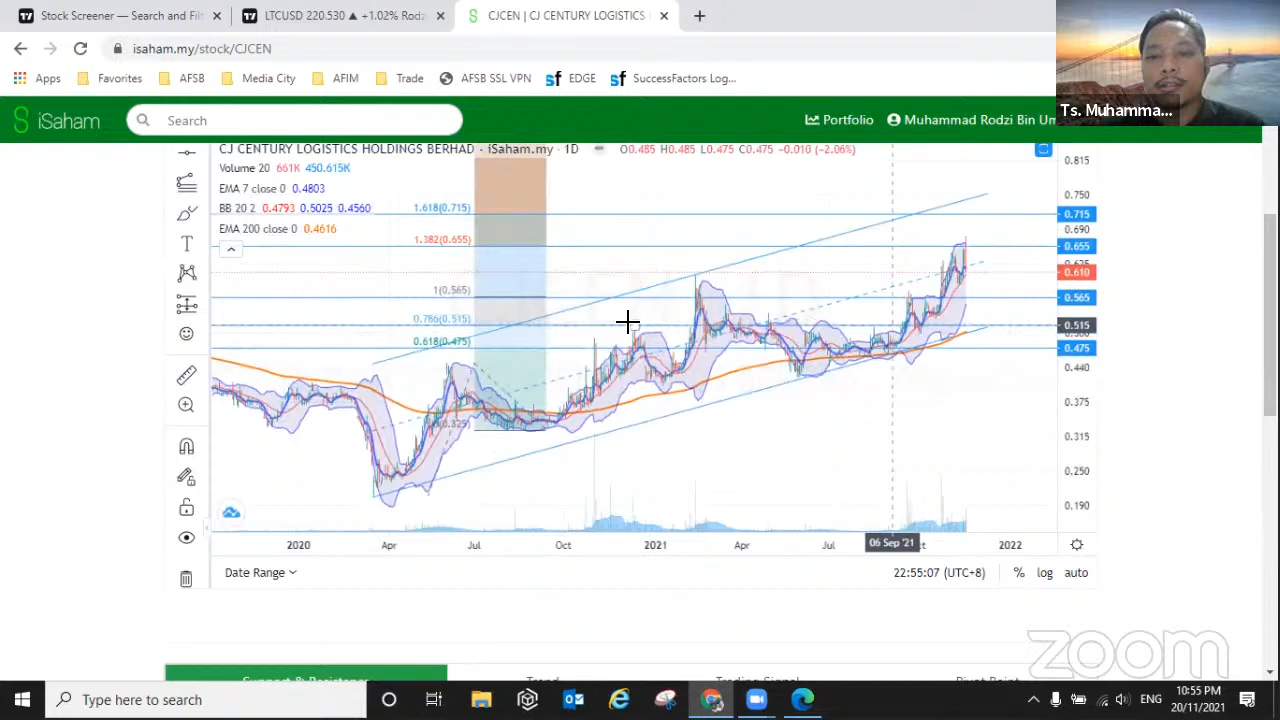 Stock Screener — Search and Filt
LTCUSD 220.530 ▲ +1.02% Rodz
CJCEN | CJ CENTURY LOGISTICS H
isaham.my/stock/CJCEN
Apps Favorites AFSB Media City AFIM Trade AFSB SSL VPN EDGE SuccessFactors Log...
Ts. Muhamma...
iSaham Search Portfolio Muhammad Rodzi Bin Um
CJ CENTURY LOGISTICS HOLDINGS BERHAD · iSaham.my · 1D O0.485 H0.485 L0.475 C0.475 -0.010 (-2.06%)
Volume 20 661K 450.615K
EMA 7 close 0 0.4803
BB 20 2 0.4793 0.5025 0.4560
EMA 200 close 0 0.4616
1.618(0.715)
1.382(0.655)
1(0.565)
0.786(0.515)
0.618(0.475)
0.815
0.750
0.715
0.690
0.655
0.610
0.565
0.515
0.475
0.440
0.375
0.315
0.250
0.190
2020 Apr Jul Oct 2021 Apr Jul 06 Sep '21 2022
Date Range 22:55:07 (UTC+8) % log auto
Support & Resistance Trend Trading Signal Pivot Point
zoom
Type here to search
ENG
10:55 PM
20/11/2021